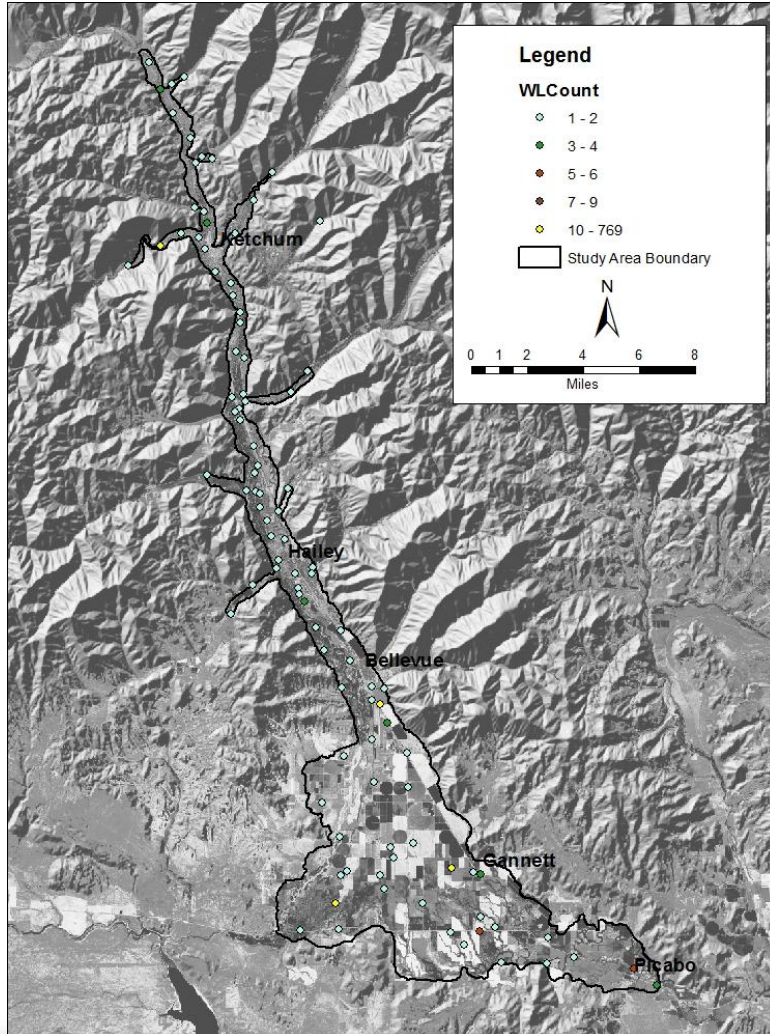 Legend
WLCount
1 - 2
3 - 4
5 - 6
7 - 9
10 - 769
Study Area Boundary
N
0 1 2 4 6 8
Miles
Ketchum
Hailey
Bellevue
Gannett
Picabo